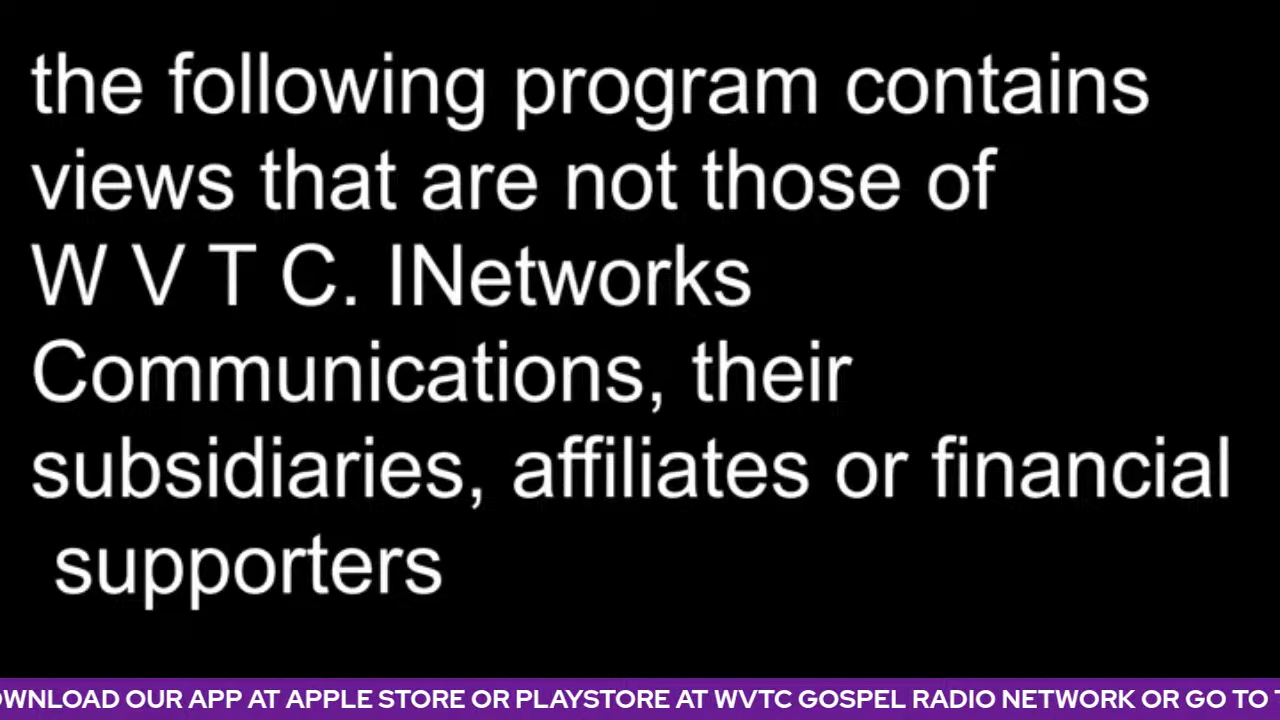 the following program contains
views that are not those of
W V T C. INetworks
Communications, their
subsidiaries, affiliates or financial
supporters
OWNLOAD OUR APP AT APPLE STORE OR PLAYSTORE AT WVTC GOSPEL RADIO NETWORK OR GO TO